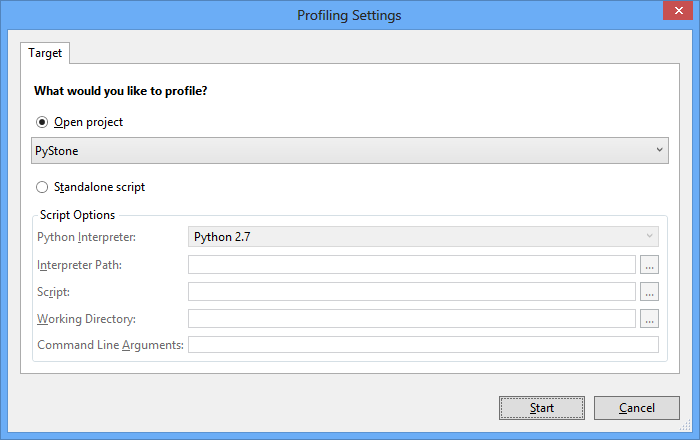 Profiling Settings
Target
What would you like to profile?
Open project
PyStone
Standalone script
Script Options
Python Interpreter: Python 2.7
Interpreter Path: ...
Script: ...
Working Directory: ...
Command Line Arguments:
Start Cancel